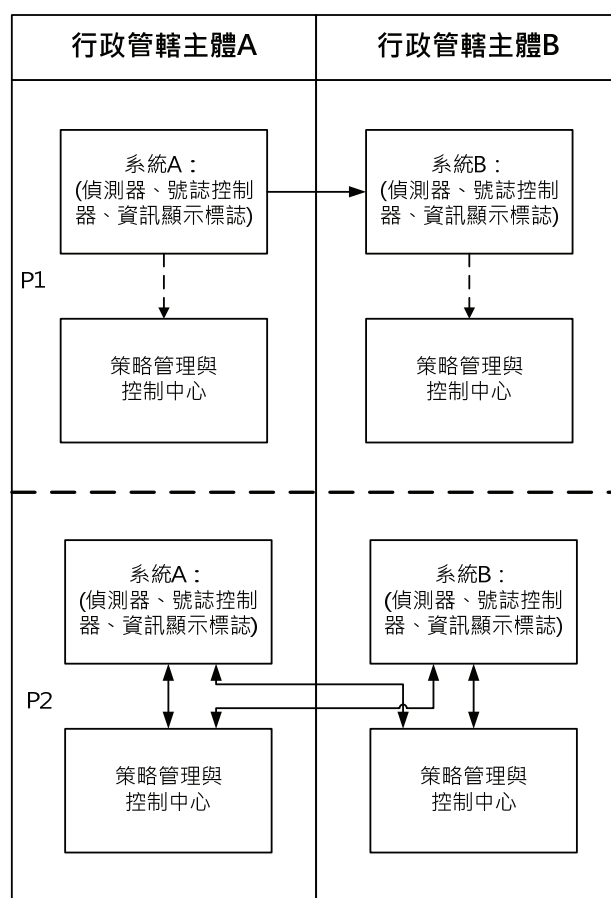 行政管轄主體A
行政管轄主體B
系統A：
(偵測器、號誌控制
器、資訊顯示標誌)
系統B：
(偵測器、號誌控制
器、資訊顯示標誌)
P1
策略管理與
控制中心
策略管理與
控制中心
系統A：
(偵測器、號誌控制
器、資訊顯示標誌)
系統B：
(偵測器、號誌控制
器、資訊顯示標誌)
P2
策略管理與
控制中心
策略管理與
控制中心